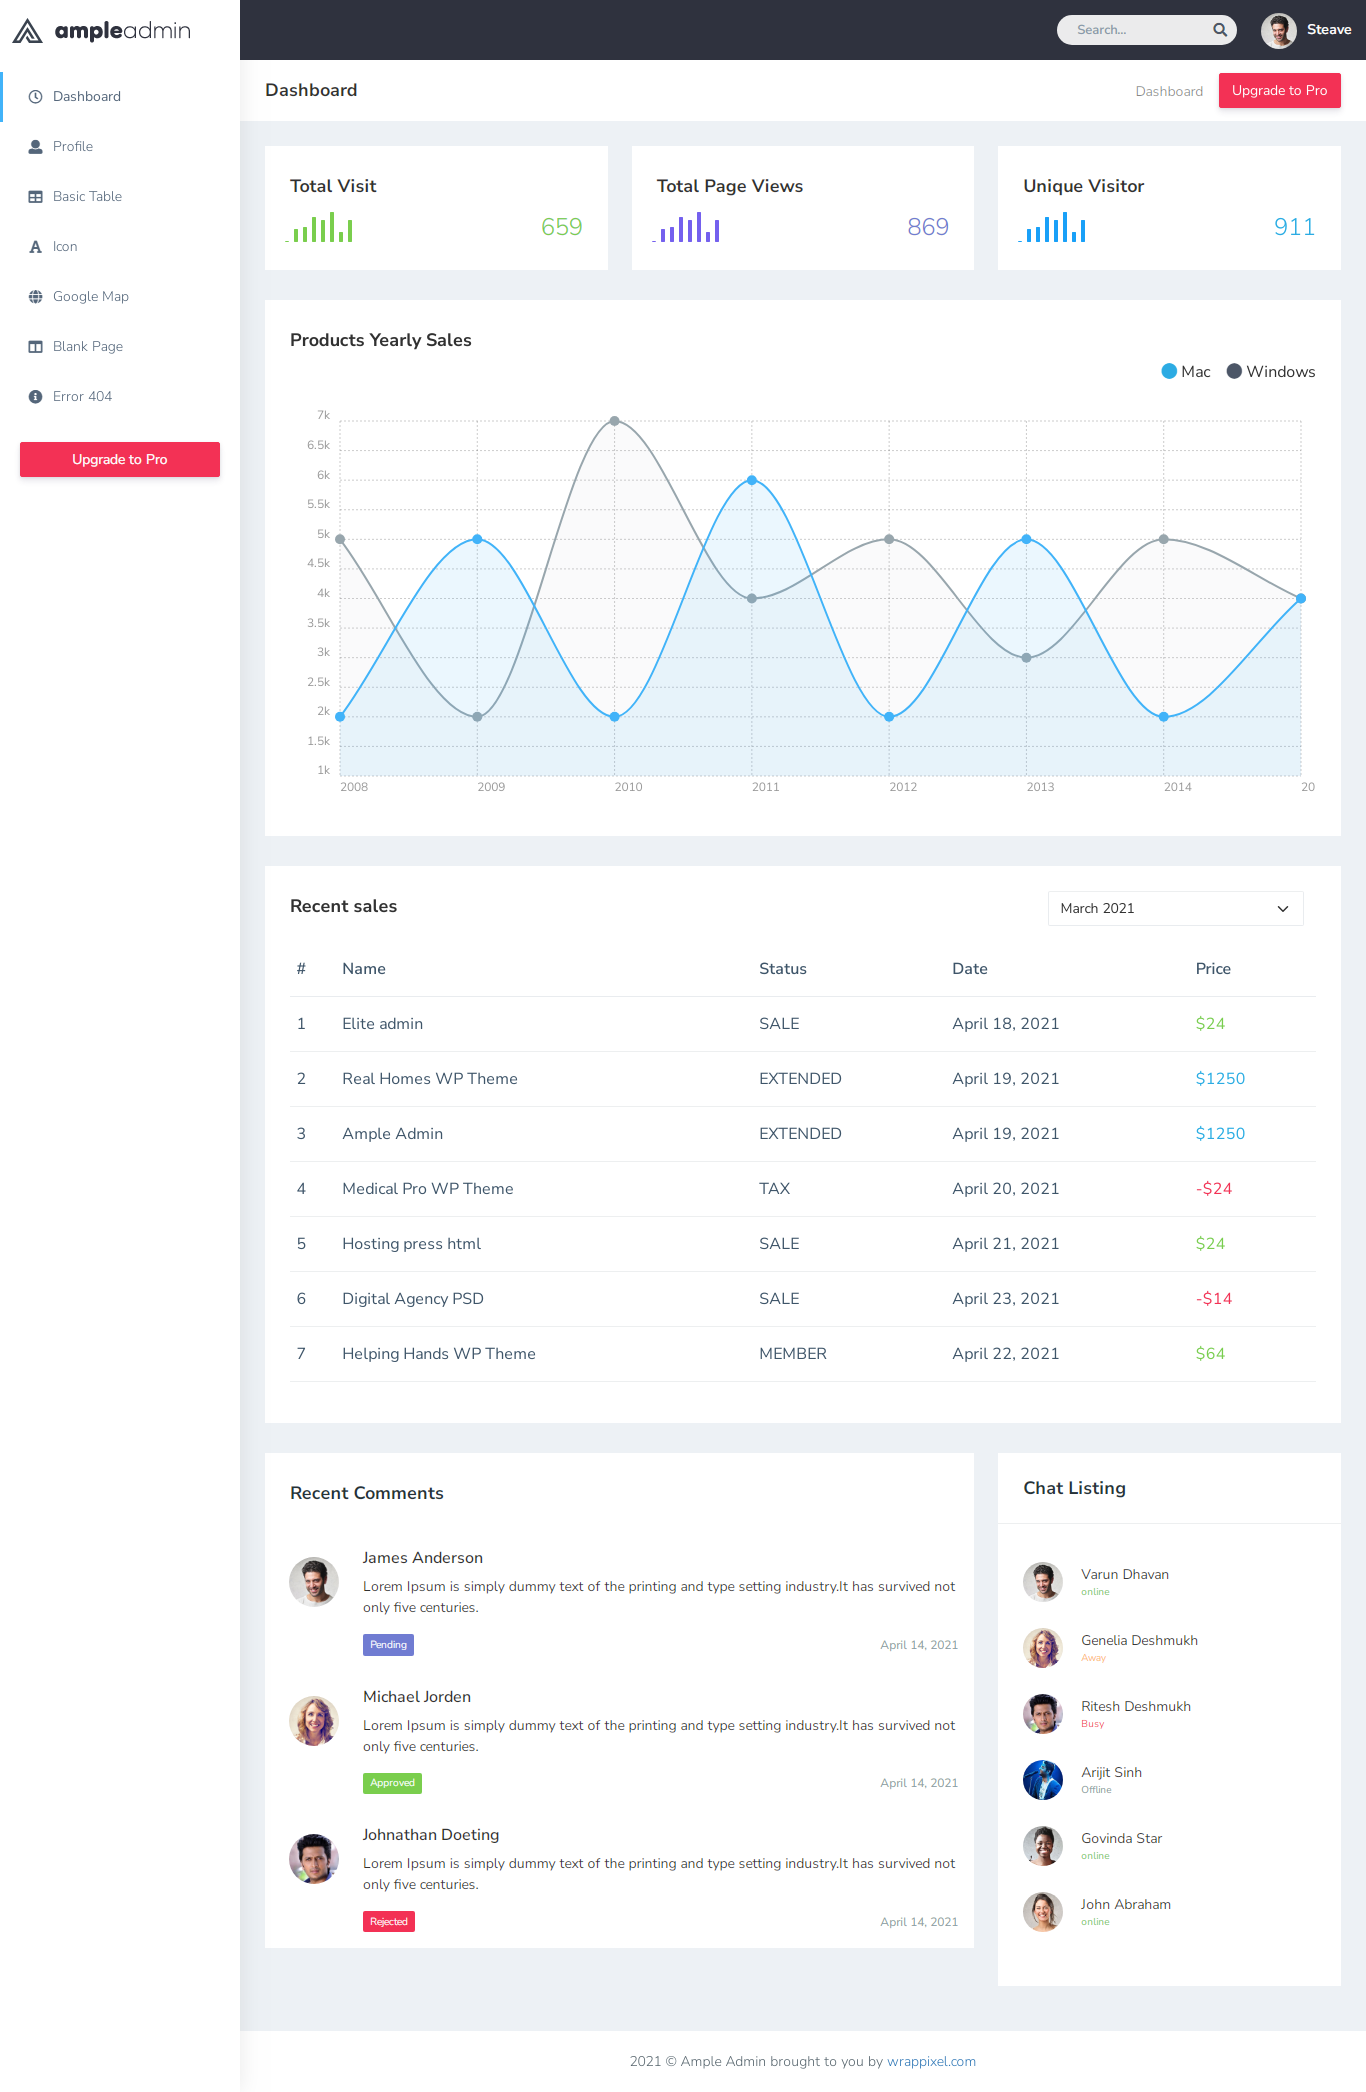 ampleadmin
Search...
Steave
Dashboard
Profile
Basic Table
Icon
Google Map
Blank Page
Error 404
Upgrade to Pro
Dashboard
Dashboard
Upgrade to Pro
Total Visit
659
Total Page Views
869
Unique Visitor
911
Products Yearly Sales
Mac Windows
7k
6.5k
6k
5.5k
5k
4.5k
4k
3.5k
3k
2.5k
2k
1.5k
1k
2008 2009 2010 2011 2012 2013 2014 20
Recent sales
March 2021
# Name Status Date Price
1 Elite admin SALE April 18, 2021 $24
2 Real Homes WP Theme EXTENDED April 19, 2021 $1250
3 Ample Admin EXTENDED April 19, 2021 $1250
4 Medical Pro WP Theme TAX April 20, 2021 -$24
5 Hosting press html SALE April 21, 2021 $24
6 Digital Agency PSD SALE April 23, 2021 -$14
7 Helping Hands WP Theme MEMBER April 22, 2021 $64
Recent Comments
James Anderson
Lorem Ipsum is simply dummy text of the printing and type setting industry.It has survived not
only five centuries.
Pending April 14, 2021
Michael Jorden
Lorem Ipsum is simply dummy text of the printing and type setting industry.It has survived not
only five centuries.
Approved April 14, 2021
Johnathan Doeting
Lorem Ipsum is simply dummy text of the printing and type setting industry.It has survived not
only five centuries.
Rejected April 14, 2021
Chat Listing
Varun Dhavan
online
Genelia Deshmukh
Away
Ritesh Deshmukh
Busy
Arijit Sinh
Offline
Govinda Star
online
John Abraham
online
2021 © Ample Admin brought to you by wrappixel.com